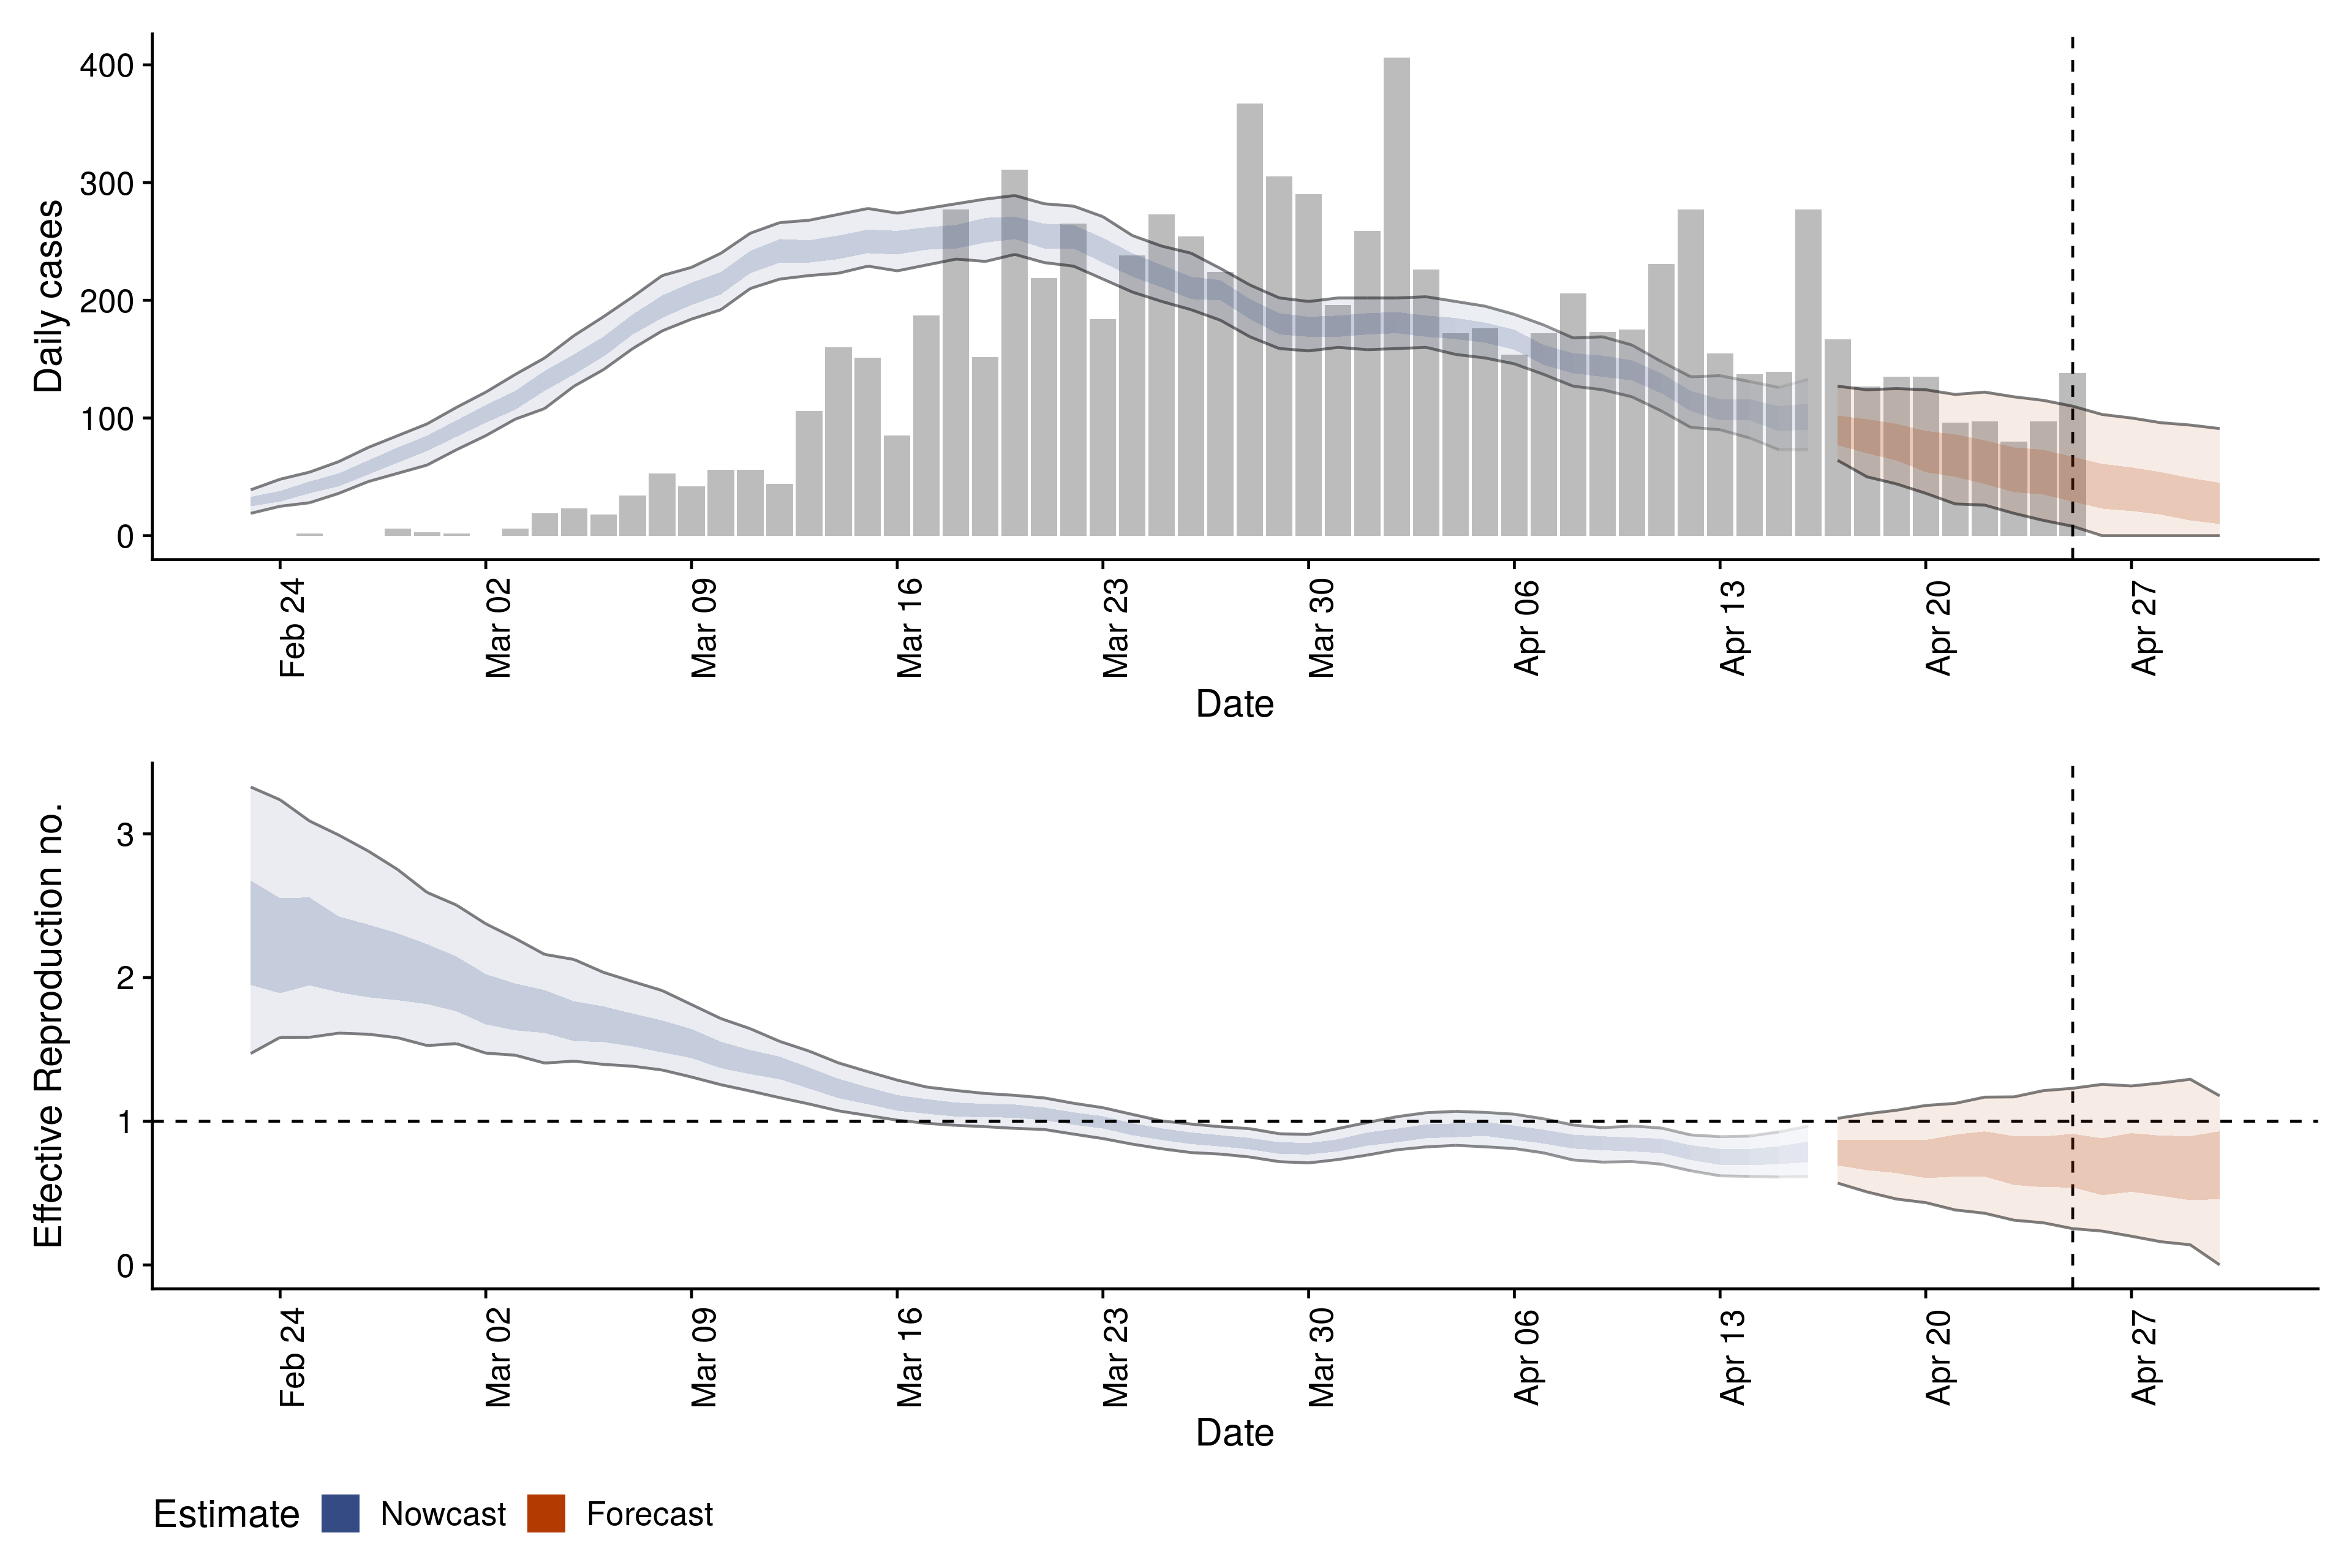 Daily cases
400
300
200
100
0
Feb 24
Mar 02
Mar 09
Mar 16
Mar 23
Mar 30
Apr 06
Apr 13
Apr 20
Apr 27
Date
Effective Reproduction no.
3
2
1
0
Feb 24
Mar 02
Mar 09
Mar 16
Mar 23
Mar 30
Apr 06
Apr 13
Apr 20
Apr 27
Date
Estimate Nowcast Forecast